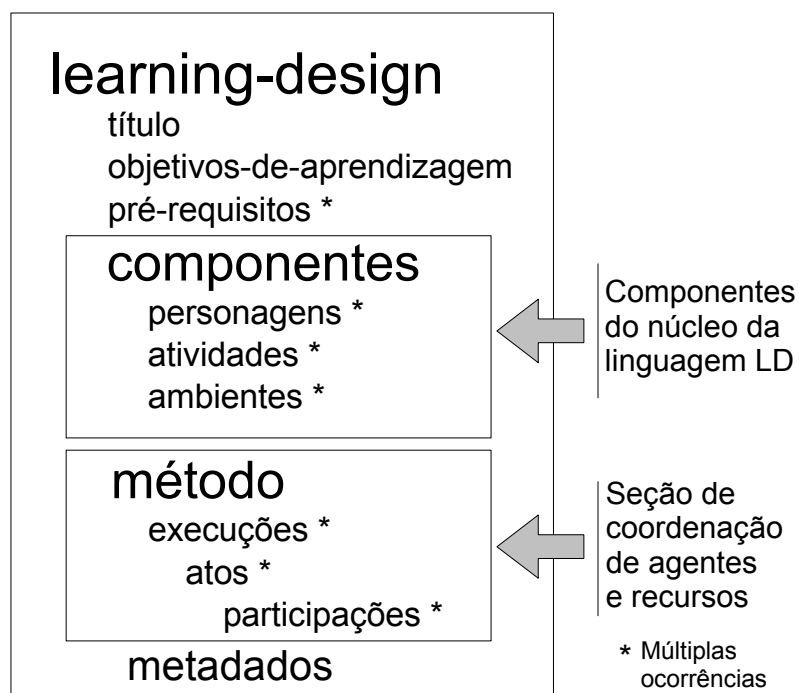 learning-design
título
objetivos-de-aprendizagem
pré-requisitos *
componentes
personagens *
atividades *
ambientes *
Componentes
do núcleo da
linguagem LD
método
execuções *
atos *
participações *
Seção de
coordenação
de agentes
e recursos
metadados
* Múltiplas
ocorrências